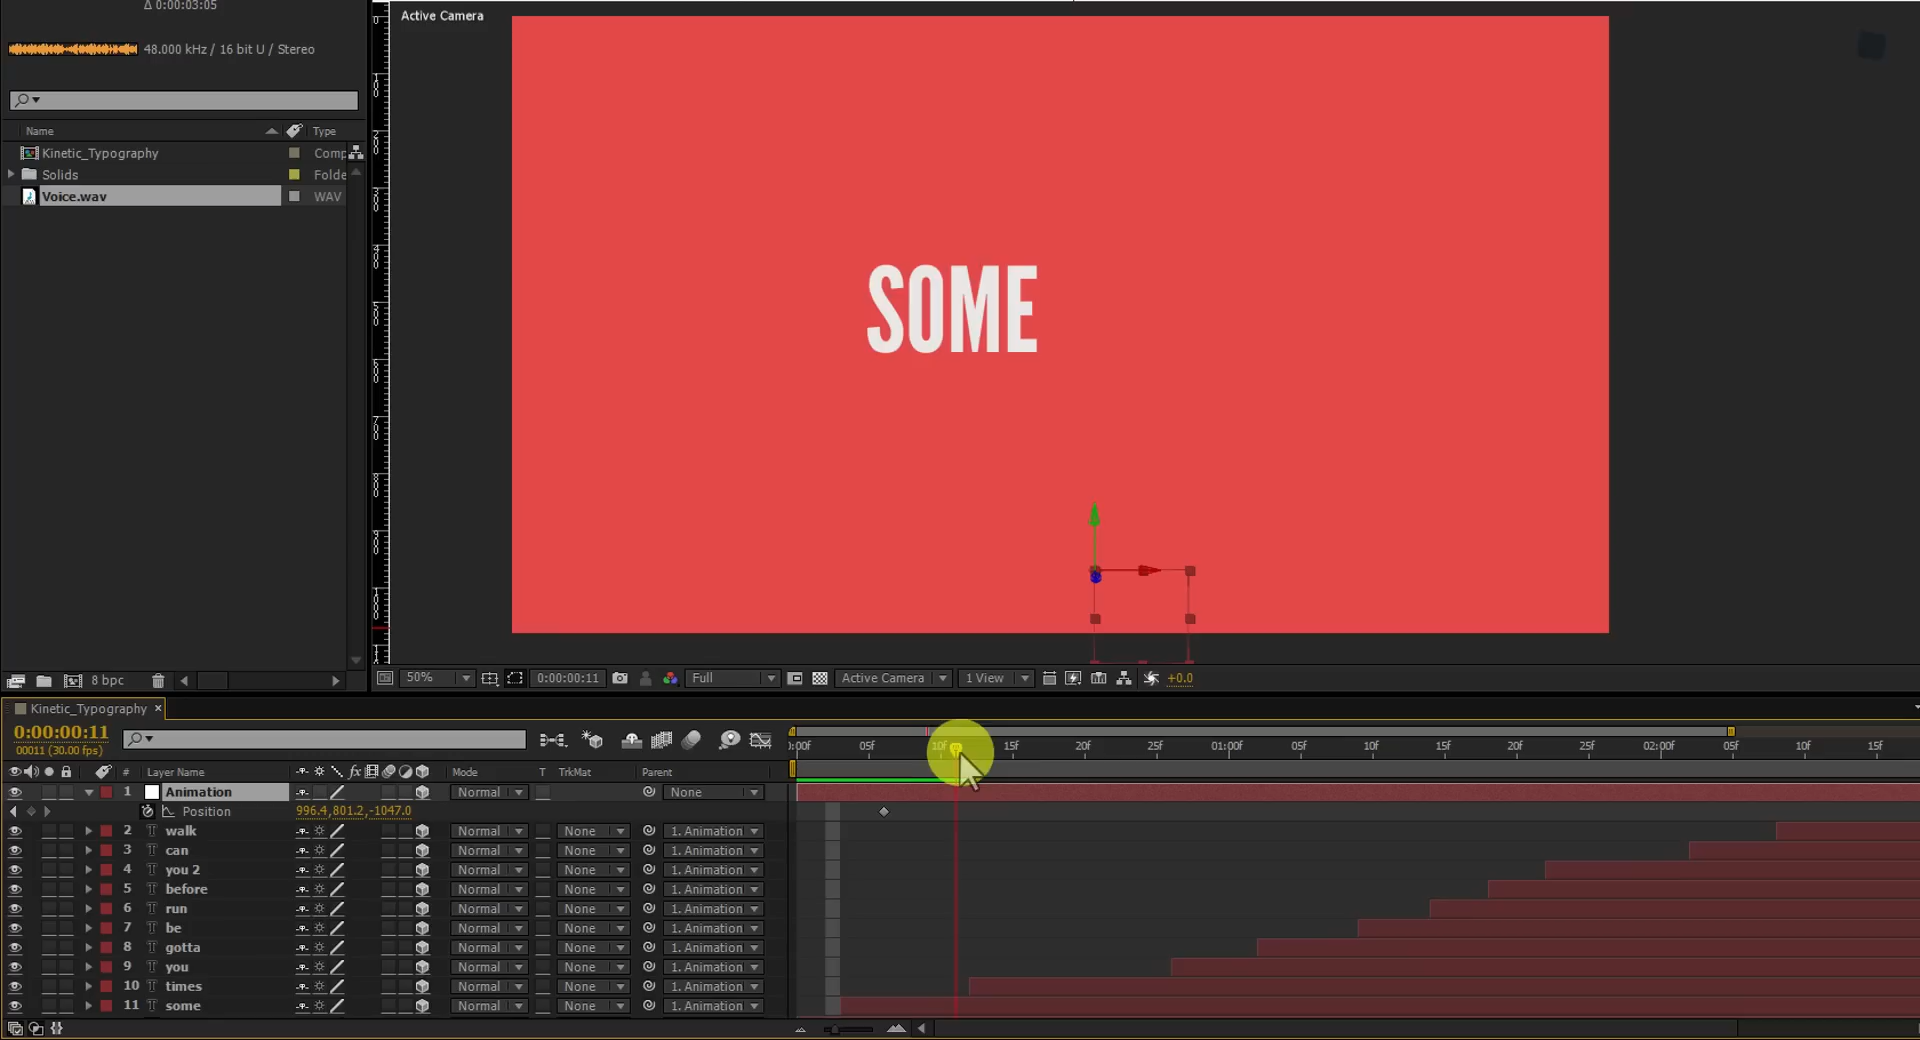 Δ 0:00:03:05
48.000 kHz / 16 bit U / Stereo
Name Type
Kinetic_Typography Comp
Solids Folde
Voice.wav WAV
8 bpc
Active Camera
SOME
50% 0:00:00:11 Full Active Camera 1 View +0.0
Kinetic_Typography ×
0:00:00:11
00011 (30.00 fps)
:00f 05f 10f 15f 20f 25f 01:00f 05f 10f 15f 20f 25f 02:00f 05f 10f 15f
# Layer Name fx Mode T TrkMat Parent
1 Animation Normal None
Position 996.4,801.2,-1047.0
2 T walk Normal None 1. Animation
3 T can Normal None 1. Animation
4 T you 2 Normal None 1. Animation
5 T before Normal None 1. Animation
6 T run Normal None 1. Animation
7 T be Normal None 1. Animation
8 T gotta Normal None 1. Animation
9 T you Normal None 1. Animation
10 T times Normal None 1. Animation
11 T some Normal None 1. Animation